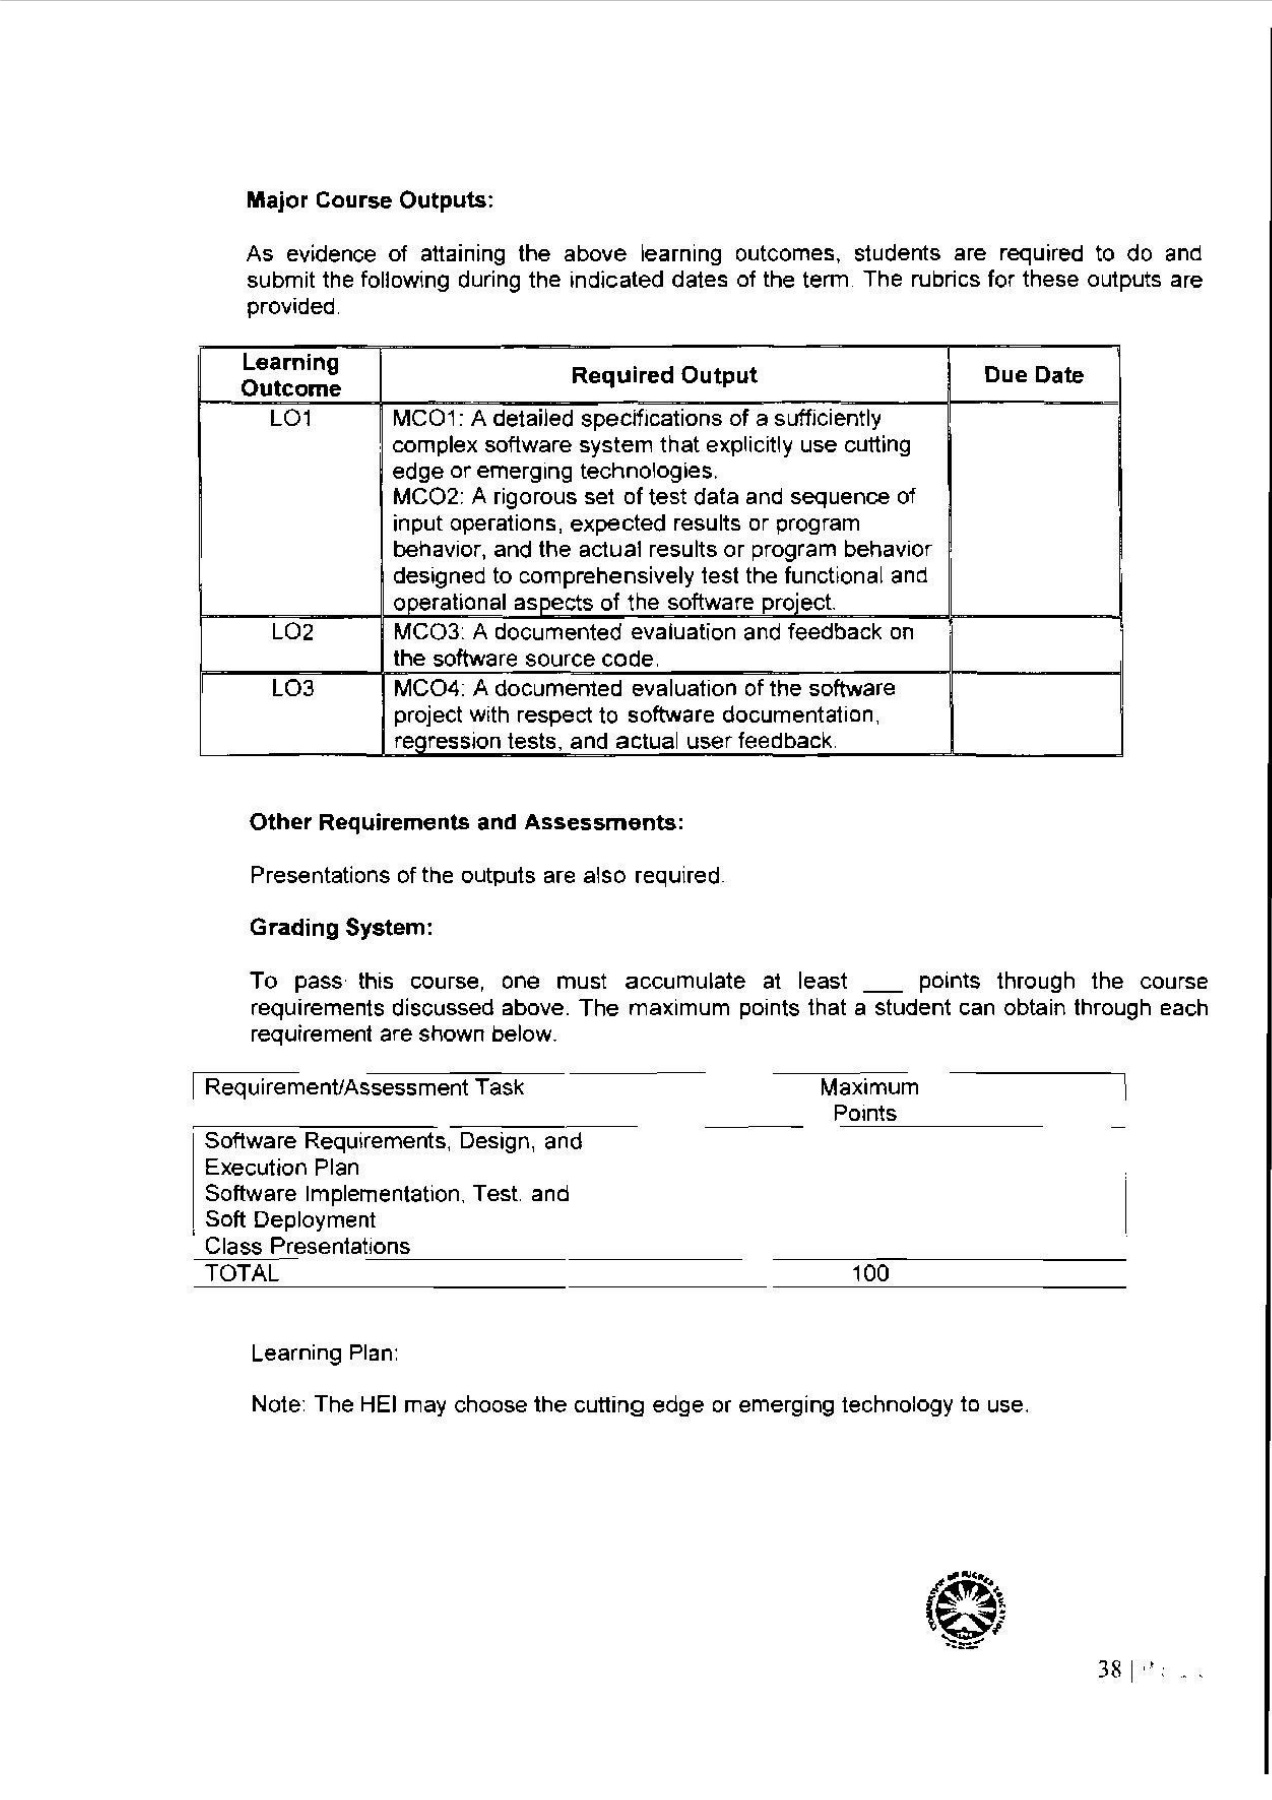 Major Course Outputs:
As evidence of attaining the above learning outcomes, students are required to do and
submit the following during the indicated dates of the term. The rubrics for these outputs are
provided.
Learning
Outcome
Required Output
Due Date
LO1
MCO1: A detailed specifications of a sufficiently
complex software system that explicitly use cutting
edge or emerging technologies.
MCO2: A rigorous set of test data and sequence of
input operations, expected results or program
behavior, and the actual results or program behavior
designed to comprehensively test the functional and
operational aspects of the software project.
LO2
MCO3: A documented evaluation and feedback on
the software source code.
LO3
MCO4: A documented evaluation of the software
project with respect to software documentation,
regression tests, and actual user feedback.
Other Requirements and Assessments:
Presentations of the outputs are also required.
Grading System:
To pass this course, one must accumulate at least ___ points through the course
requirements discussed above. The maximum points that a student can obtain through each
requirement are shown below.
Requirement/Assessment Task
Maximum
Points
Software Requirements, Design, and
Execution Plan
Software Implementation, Test, and
Soft Deployment
Class Presentations
TOTAL
100
Learning Plan:
Note: The HEI may choose the cutting edge or emerging technology to use.
38 |